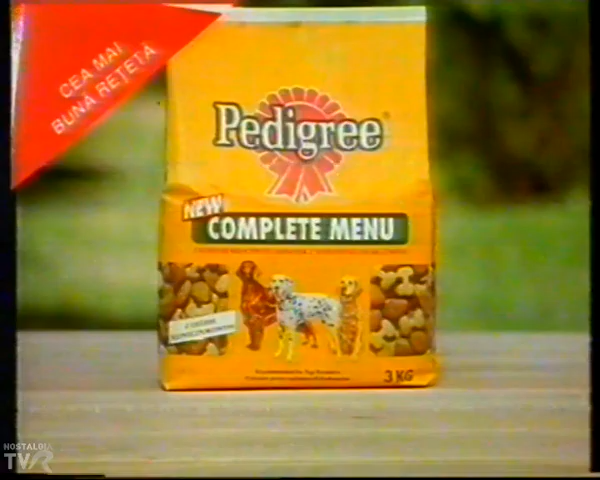 CEA MAI
BUNĂ REȚETĂ
Pedigree
NEW
COMPLETE MENU
3 KG
NOSTALGIA
TVR